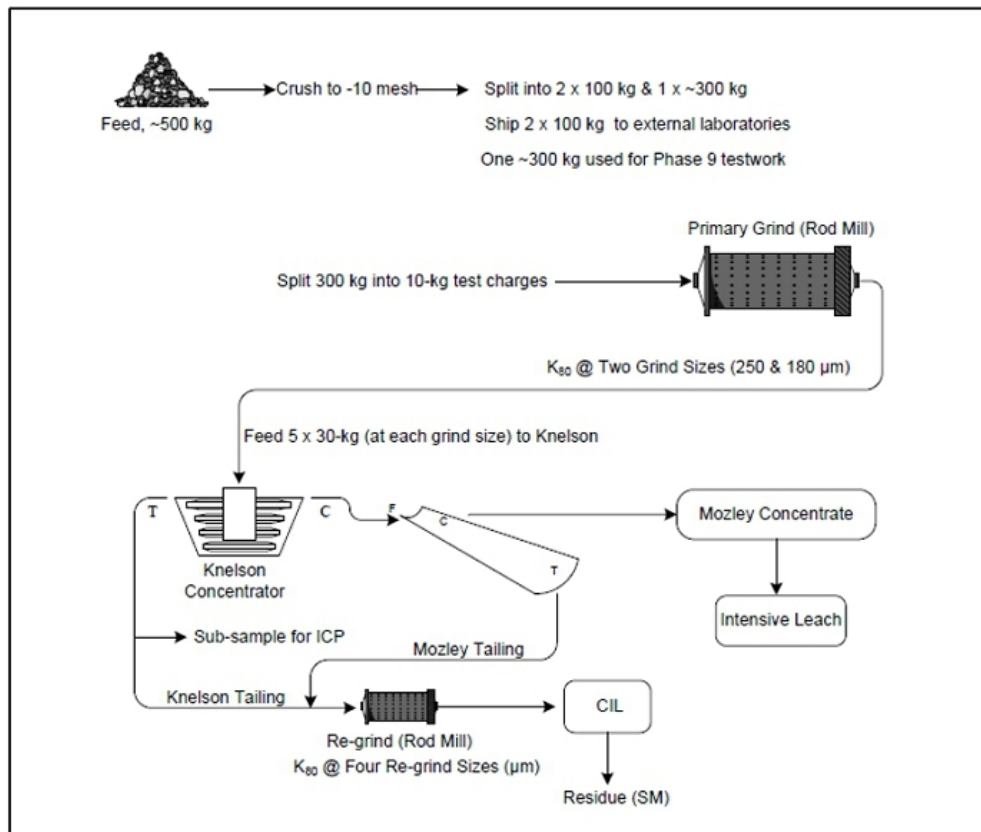 Feed, ~500 kg
Crush to -10 mesh
Split into 2 x 100 kg & 1 x ~300 kg
Ship 2 x 100 kg to external laboratories
One ~300 kg used for Phase 9 testwork
Primary Grind (Rod Mill)
Split 300 kg into 10-kg test charges
K₈₀ @ Two Grind Sizes (250 & 180 µm)
Feed 5 x 30-kg (at each grind size) to Knelson
T
C
Knelson
Concentrator
F
C
T
Mozley Concentrate
Intensive Leach
Sub-sample for ICP
Mozley Tailing
Knelson Tailing
Re-grind (Rod Mill)
K₈₀ @ Four Re-grind Sizes (µm)
CIL
Residue (SM)